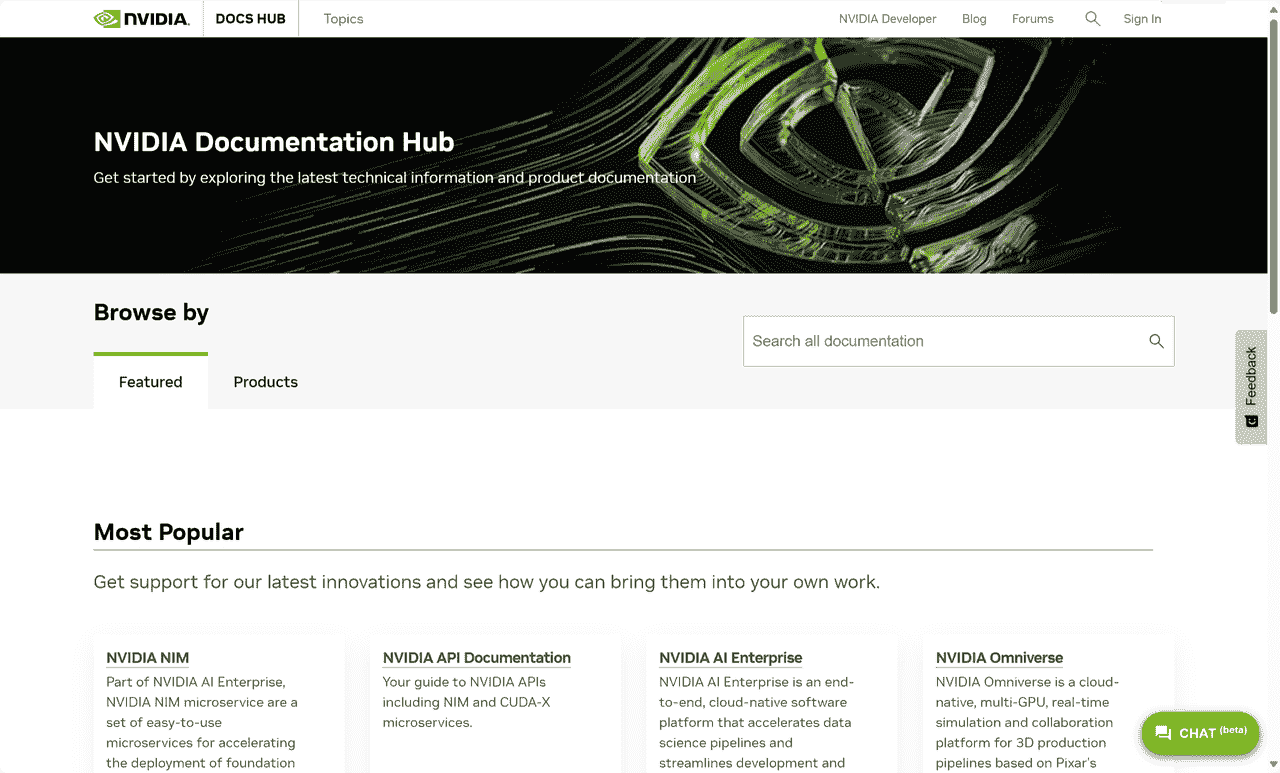 NVIDIA. DOCS HUB Topics NVIDIA Developer Blog Forums Sign In
NVIDIA Documentation Hub
Get started by exploring the latest technical information and product documentation
Browse by
Search all documentation
Featured Products
Feedback
Most Popular
Get support for our latest innovations and see how you can bring them into your own work.
NVIDIA NIM
Part of NVIDIA AI Enterprise,
NVIDIA NIM microservice are a
set of easy-to-use
microservices for accelerating
the deployment of foundation
NVIDIA API Documentation
Your guide to NVIDIA APIs
including NIM and CUDA-X
microservices.
NVIDIA AI Enterprise
NVIDIA AI Enterprise is an end-
to-end, cloud-native software
platform that accelerates data
science pipelines and
streamlines development and
NVIDIA Omniverse
NVIDIA Omniverse is a cloud-
native, multi-GPU, real-time
simulation and collaboration
platform for 3D production
pipelines based on Pixar's
CHAT (beta)